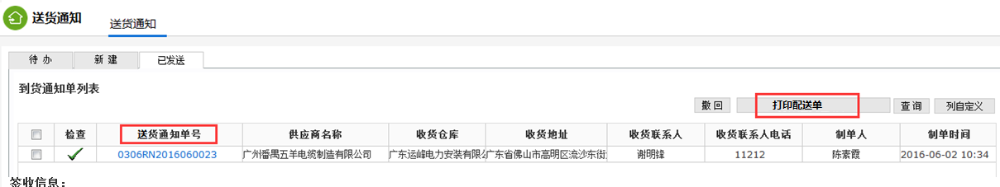 送货通知 送货通知
待办 新建 已发送
到货通知单列表
撤回 打印配送单 查询 列自定义
检查 送货通知单号 供应商名称 收货仓库 收货地址 收货联系人 收货联系人电话 制单人 制单时间
0306RN2016060023 广州番禺五羊电缆制造有限公司 广东运峰电力安装有限公 广东省佛山市高明区流沙东街 谢明锋 11212 陈素霞 2016-06-02 10:34
签收信息：